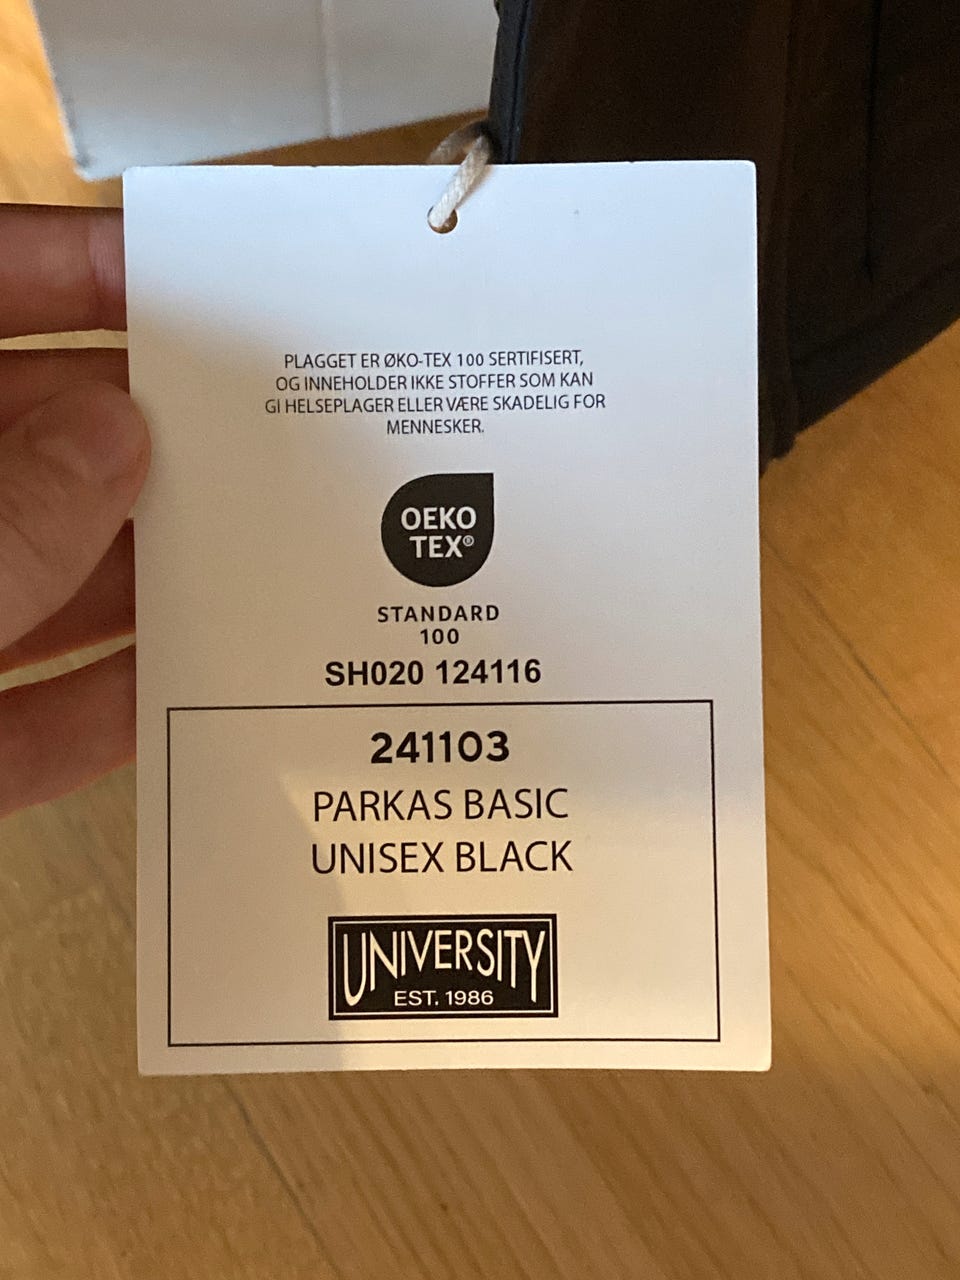 PLAGGET ER ØKO-TEX 100 SERTIFISERT,
OG INNEHOLDER IKKE STOFFER SOM KAN
GI HELSEPLAGER ELLER VÆRE SKADELIG FOR
MENNESKER.
OEKO
TEX®
STANDARD
100
SH020 124116
241103
PARKAS BASIC
UNISEX BLACK
UNIVERSITY
EST. 1986